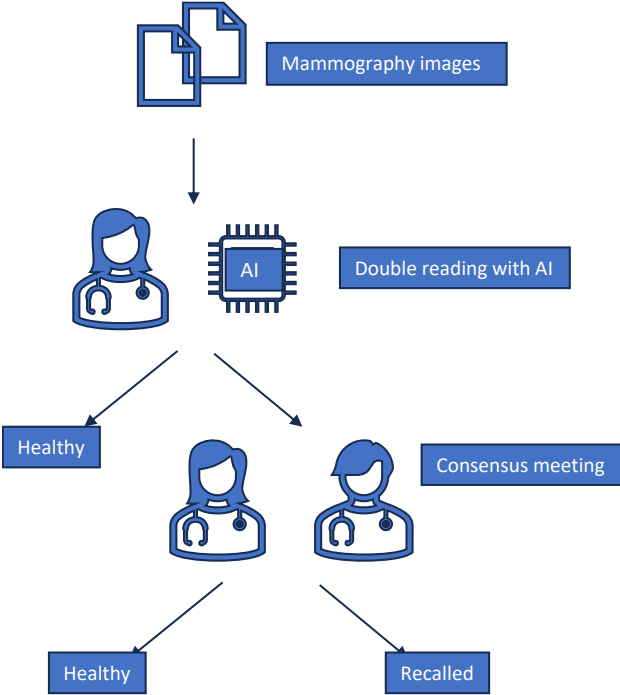 Mammography images
AI
Double reading with AI
Healthy
Consensus meeting
Healthy
Recalled